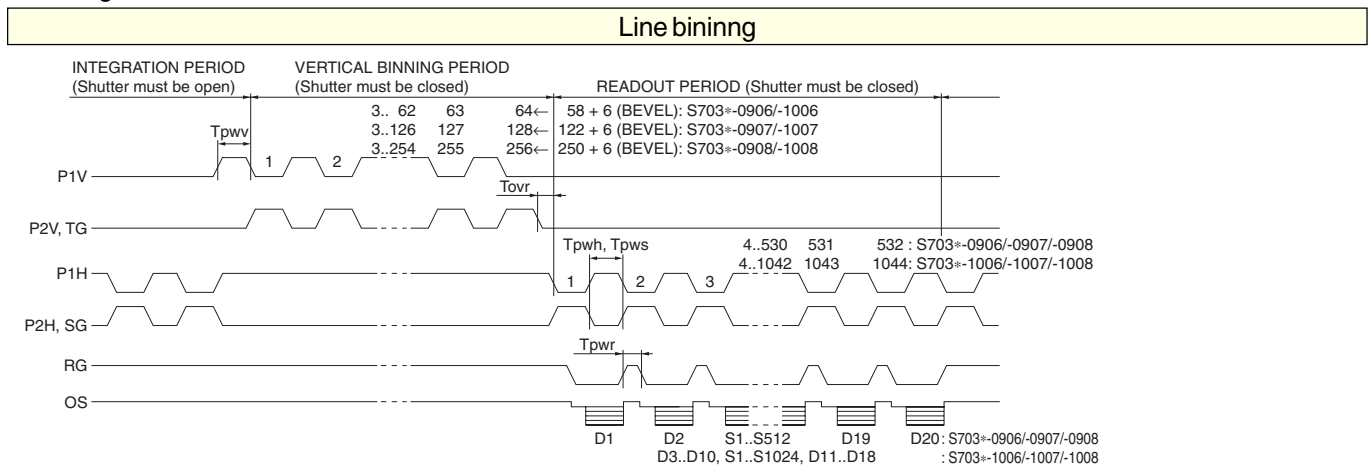 Line bininng
INTEGRATION PERIOD
(Shutter must be open)
VERTICAL BINNING PERIOD
(Shutter must be closed)
READOUT PERIOD (Shutter must be closed)
3.. 62 63 64← 58 + 6 (BEVEL): S703*-0906/-1006
3..126 127 128← 122 + 6 (BEVEL): S703*-0907/-1007
3..254 255 256← 250 + 6 (BEVEL): S703*-0908/-1008
Tpwv
P1V
1 2
Tovr
P2V, TG
Tpwh, Tpws
4..530 531 532 : S703*-0906/-0907/-0908
4..1042 1043 1044: S703*-1006/-1007/-1008
P1H
1 2 3
P2H, SG
Tpwr
RG
OS
D1 D2 S1..S512 D19 D20: S703*-0906/-0907/-0908
D3..D10, S1..S1024, D11..D18 : S703*-1006/-1007/-1008